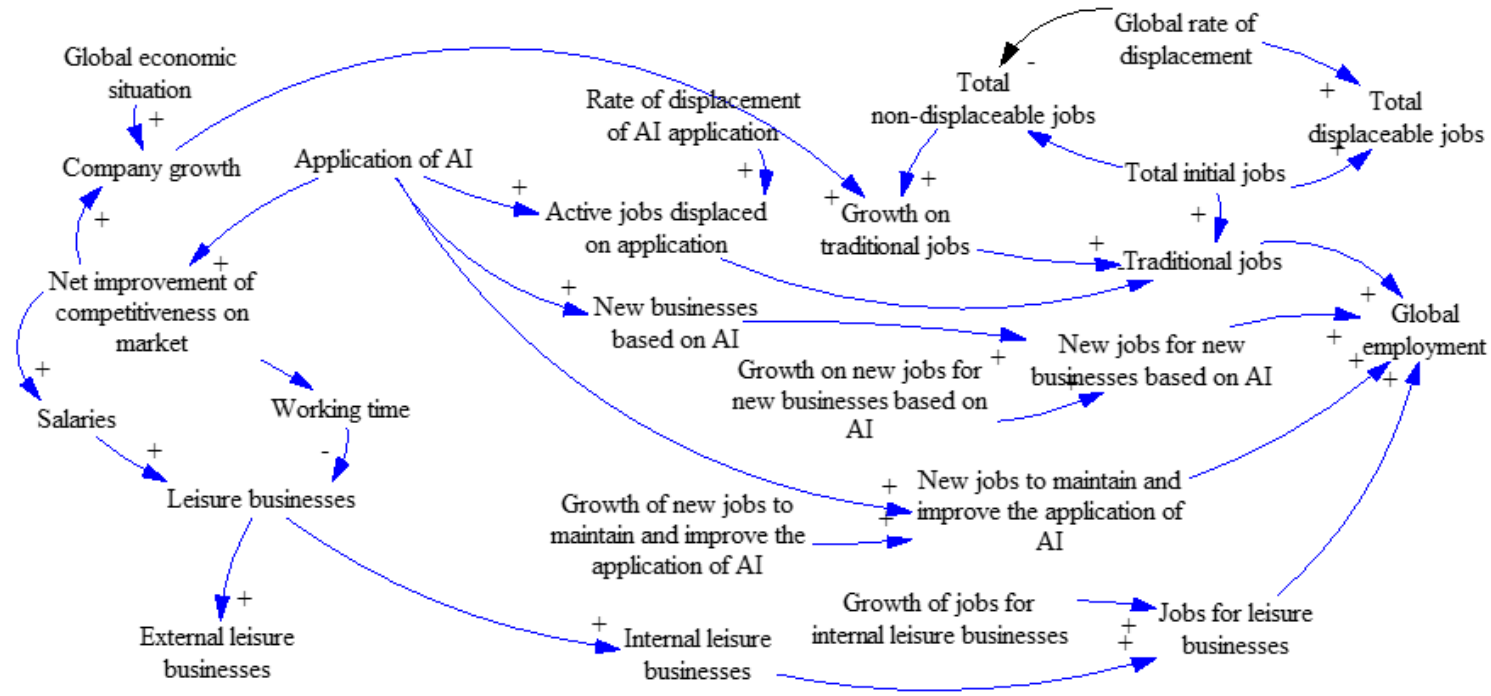 Global economic
situation
Company growth
Application of AI
Rate of displacement
of AI application
Total
non-displaceable jobs
Global rate of
displacement
Total
displaceable jobs
Total initial jobs
Active jobs displaced
on application
Growth on
traditional jobs
Traditional jobs
Net improvement of
competitiveness on
market
New businesses
based on AI
Growth on new jobs for
new businesses based on
AI
New jobs for new
businesses based on AI
Global
employment
Salaries
Working time
Leisure businesses
Growth of new jobs to
maintain and improve the
application of AI
New jobs to maintain and
improve the application of
AI
External leisure
businesses
Internal leisure
businesses
Growth of jobs for
internal leisure businesses
Jobs for leisure
businesses